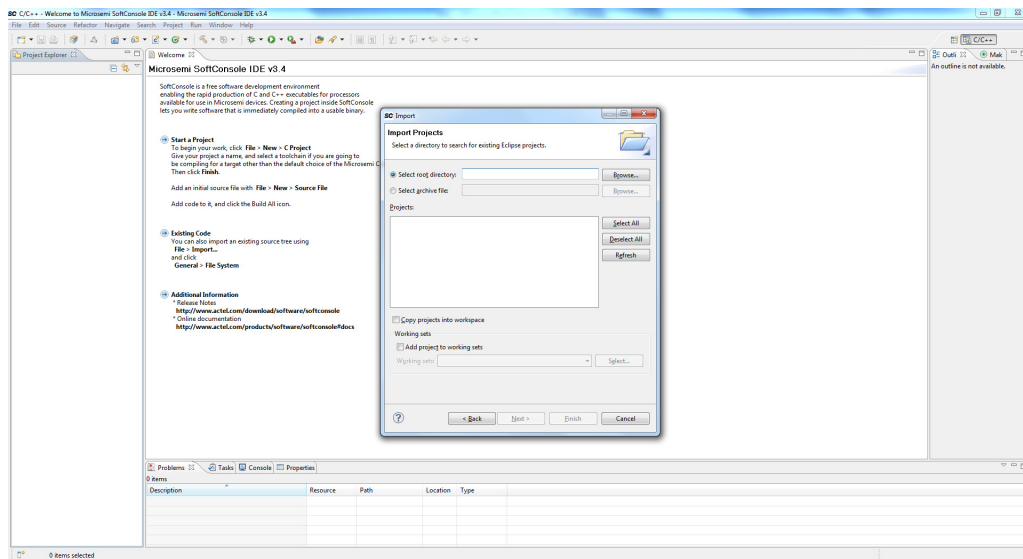 SC C/C++ - Welcome to Microsemi SoftConsole IDE v3.4 - Microsemi SoftConsole IDE v3.4
File Edit Source Refactor Navigate Search Project Run Window Help
C/C++
Project Explorer
Welcome
Outli
Mak
An outline is not available.
Microsemi SoftConsole IDE v3.4
SoftConsole is a free software development environment
enabling the rapid production of C and C++ executables for processors
available for use in Microsemi devices. Creating a project inside SoftConsole
lets you write software that is immediately compiled into a usable binary.
Start a Project
To begin your work, click File > New > C Project
Give your project a name, and select a toolchain if you are going to
be compiling for a target other than the default choice of the Microsemi C
Then click Finish.
Add an initial source file with File > New > Source File
Add code to it, and click the Build All icon.
Existing Code
You can also import an existing source tree using
File > Import...
and click
General > File System
Additional Information
* Release Notes
http://www.actel.com/download/software/softconsole
* Online documentation
http://www.actel.com/products/software/softconsole#docs
SC Import
Import Projects
Select a directory to search for existing Eclipse projects.
Select root directory:
Browse...
Select archive file:
Browse...
Projects:
Select All
Deselect All
Refresh
Copy projects into workspace
Working sets
Add project to working sets
Working sets:
Select...
?
< Back
Next >
Finish
Cancel
Problems
Tasks
Console
Properties
0 items
Description Resource Path Location Type
0 items selected